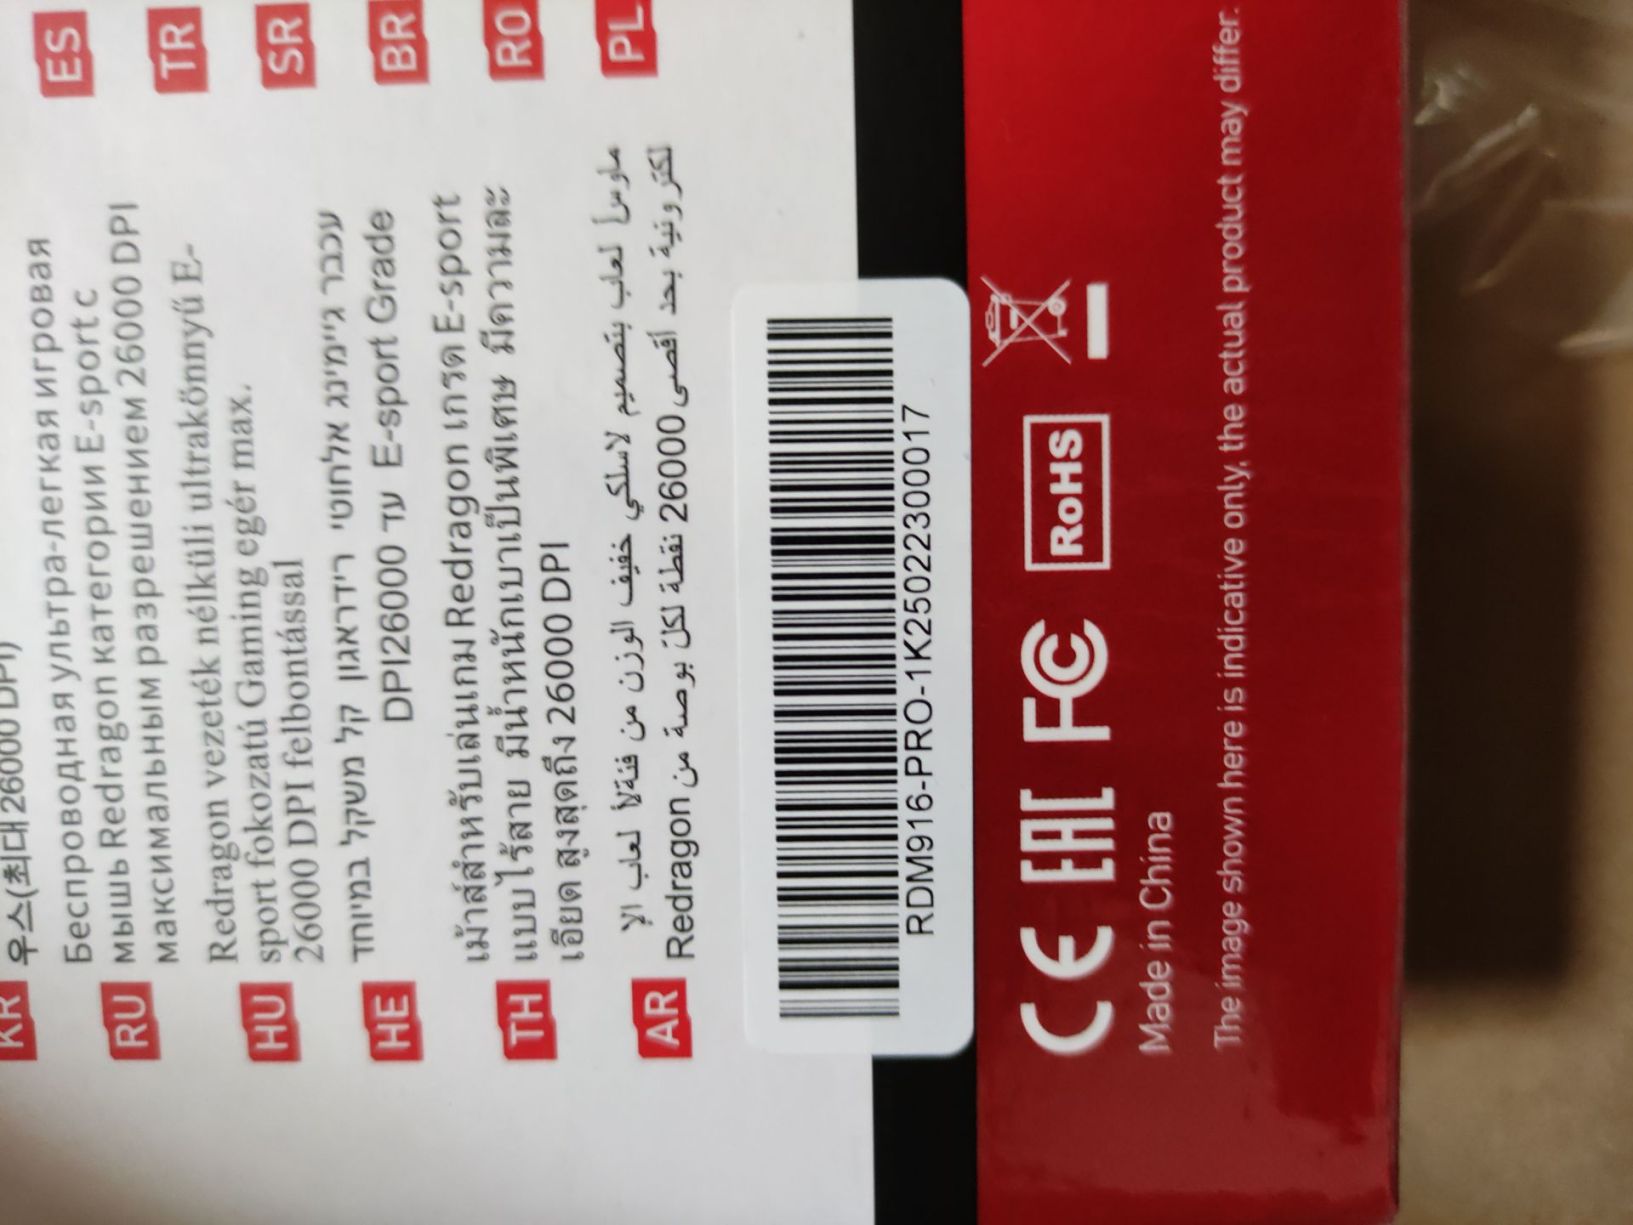 KR
우스(최대 26000 DPI)
RU
Беспроводная ультра-легкая игровая
мышь Redragon категории E-sport с
максимальным разрешением 26000 DPI
HU
Redragon vezeték nélküli ultrakönnyű E-
sport fokozatú Gaming egér max.
26000 DPI felbontással
HE
עכבר גיימינג אלחוטי רידראגון קל משקל במיוחד
DPI26000 עד E-sport Grade
TH
เม้าส์สำหรับเล่นเกม Redragon เกรด E-sport
แบบไร้สาย มีน้ำหนักเบาเป็นพิเศษ มีความละ
เอียด สูงสุดถึง 26000 DPI
AR
ماوس ألعاب بتصميم لاسلكي خفيف الوزن من فئة ألعاب الإ
لكترونية بحد أقصى 26000 نقطة لكل بوصة من Redragon
ES
TR
SR
BR
RO
PL
RDM916-PRO-1K2502230017
CE EAC FC RoHS
Made in China
The image shown here is indicative only, the actual product may differ.